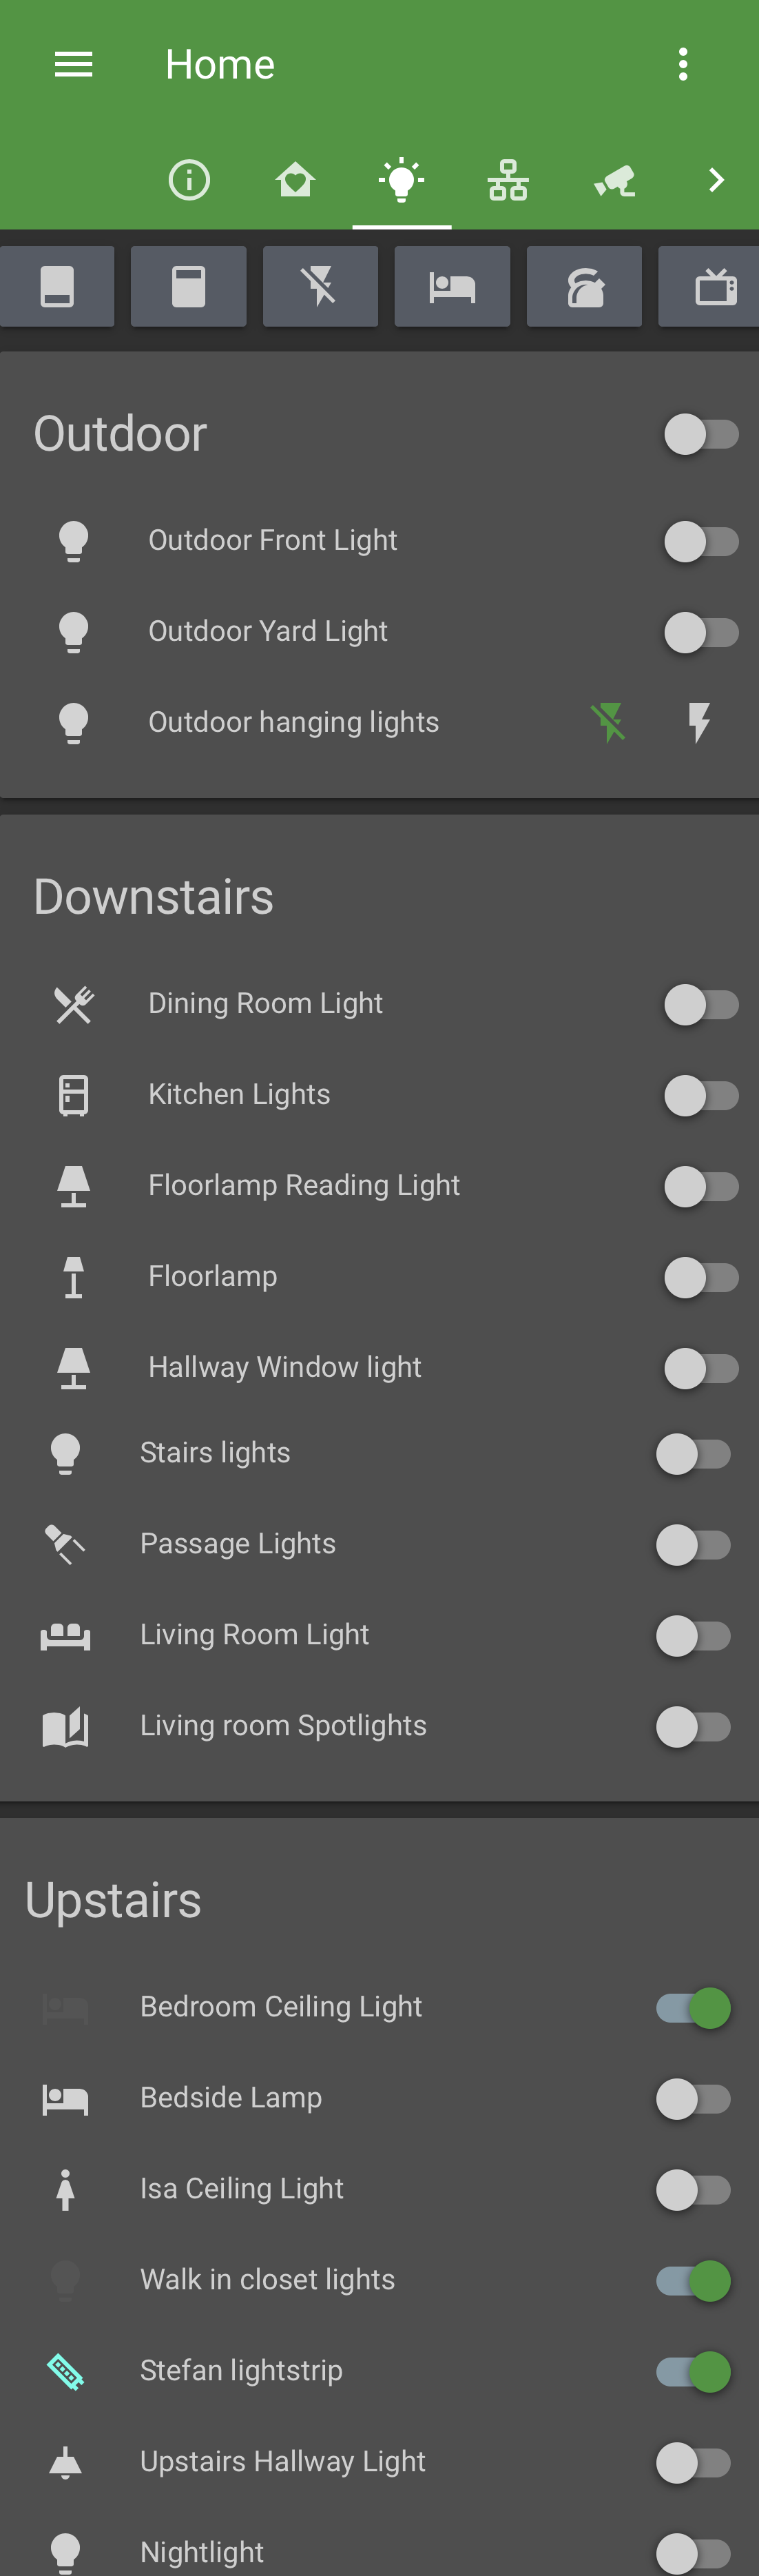 Home
Outdoor
Outdoor Front Light
Outdoor Yard Light
Outdoor hanging lights
Downstairs
Dining Room Light
Kitchen Lights
Floorlamp Reading Light
Floorlamp
Hallway Window light
Stairs lights
Passage Lights
Living Room Light
Living room Spotlights
Upstairs
Bedroom Ceiling Light
Bedside Lamp
Isa Ceiling Light
Walk in closet lights
Stefan lightstrip
Upstairs Hallway Light
Nightlight